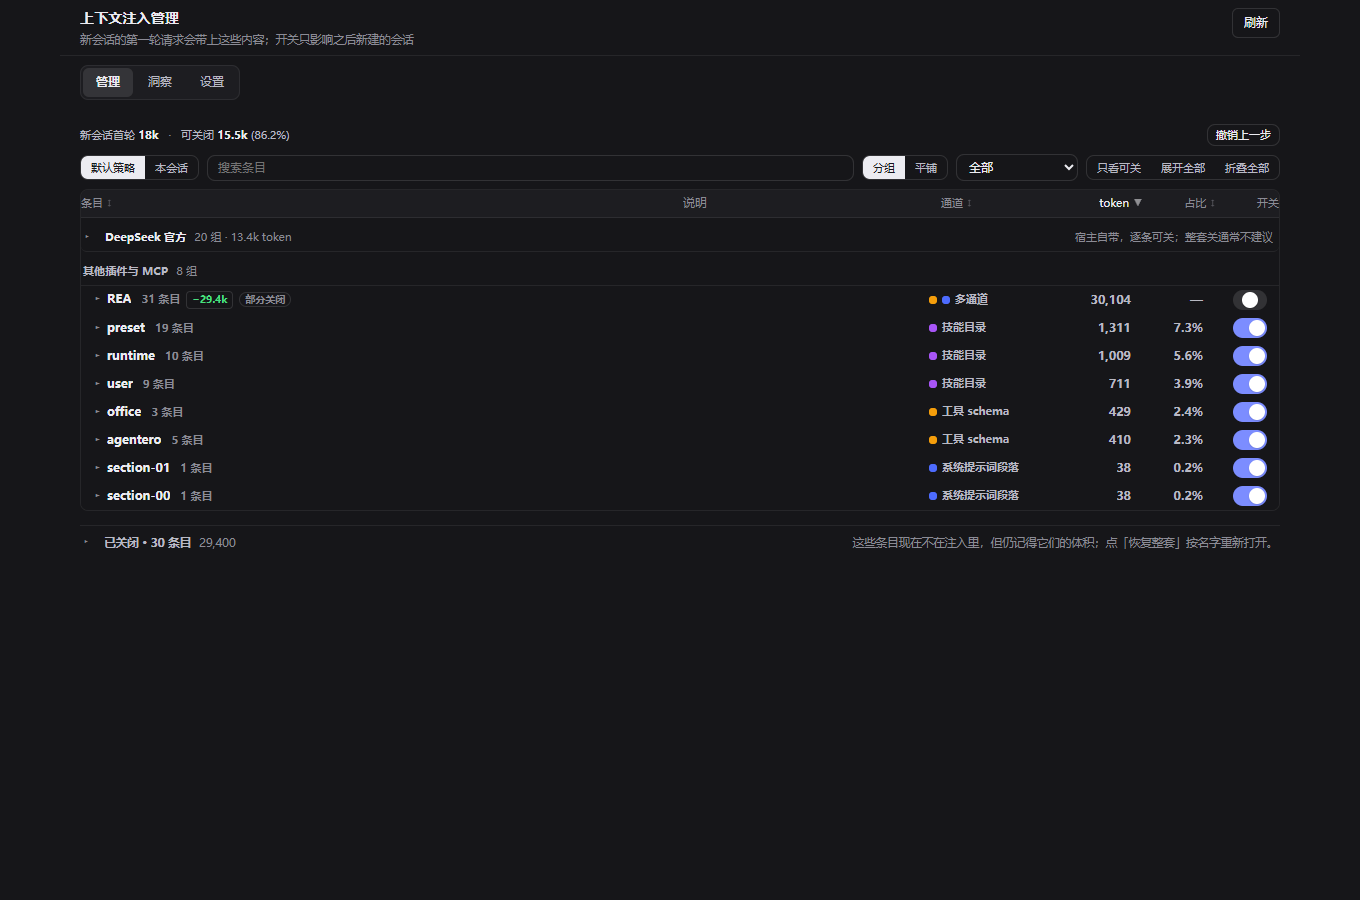 上下文注入管理
新会话的第一轮请求会带上这些内容；开关只影响之后新建的会话
刷新
管理 洞察 设置
新会话首轮 18k · 可关闭 15.5k (86.2%)
撤销上一步
默认策略 本会话 搜索条目 分组 平铺 全部 只看可关 展开全部 折叠全部
条目 ↕ 说明 通道 ↕ token ▼ 占比 ↕ 开关
DeepSeek 官方 20 组 · 13.4k token 宿主自带，逐条可关；整套关通常不建议
其他插件与 MCP 8 组
REA 31 条目 −29.4k 部分关闭 多通道 30,104 —
preset 19 条目 技能目录 1,311 7.3%
runtime 10 条目 技能目录 1,009 5.6%
user 9 条目 技能目录 711 3.9%
office 3 条目 工具 schema 429 2.4%
agentero 5 条目 工具 schema 410 2.3%
section-01 1 条目 系统提示词段落 38 0.2%
section-00 1 条目 系统提示词段落 38 0.2%
已关闭 • 30 条目 29,400 这些条目现在不在注入里，但仍记得它们的体积；点「恢复整套」按名字重新打开。